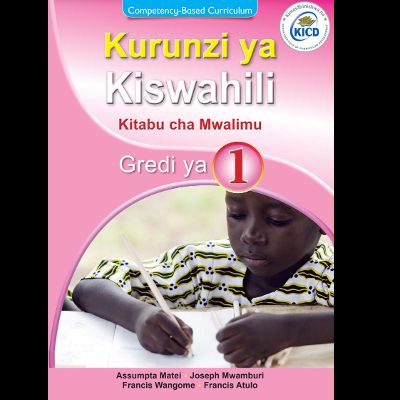 Competency-Based Curriculum
KICD
Kurunzi ya
Kiswahili
Kitabu cha Mwalimu
Gredi ya 1
Assumpta Matei • Joseph Mwamburi
Francis Wangome • Francis Atulo